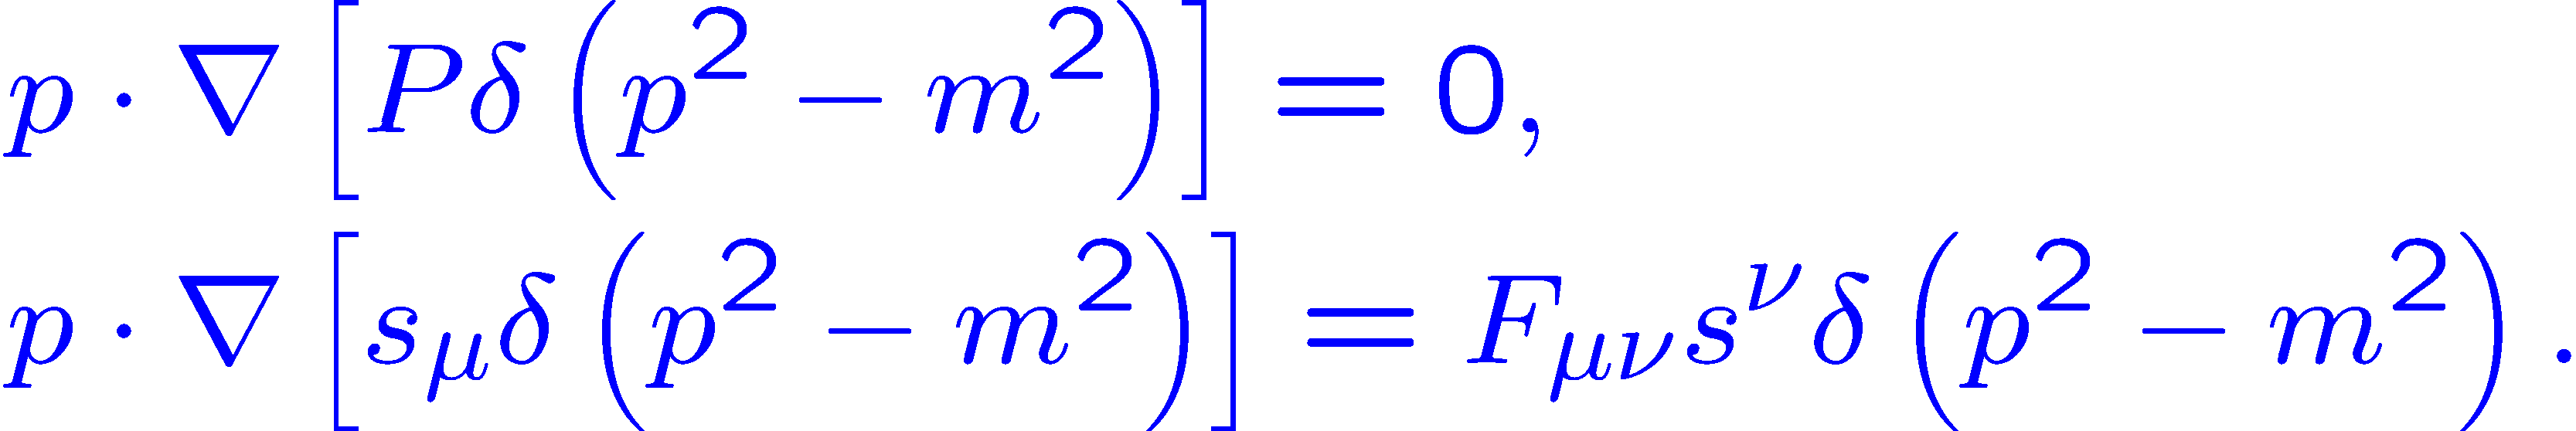 p · ∇ [Pδ (p² − m²)] = 0,
p · ∇ [s_μ δ (p² − m²)] = F_μν s^ν δ (p² − m²) .